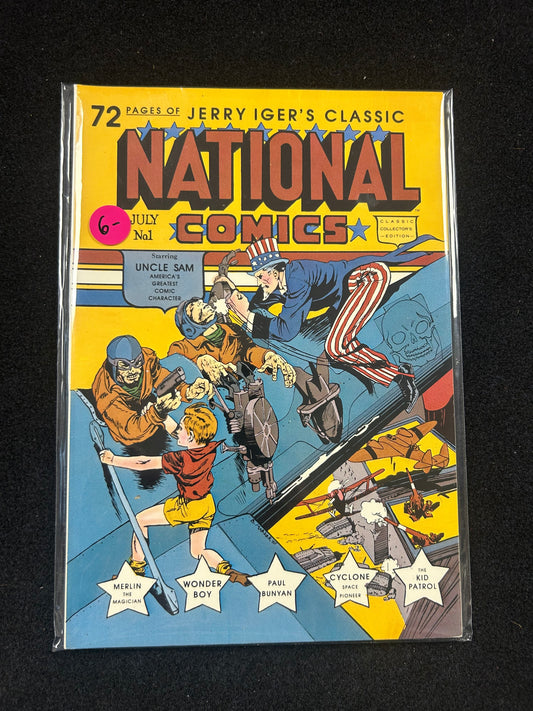 72 PAGES OF JERRY IGER'S CLASSIC
NATIONAL
COMICS
6-
JULY
No1
CLASSIC
COLLECTOR'S
—EDITION—
Starring
UNCLE SAM
AMERICA'S
GREATEST
COMIC
CHARACTER
MERLIN
THE
MAGICIAN
WONDER
BOY
PAUL
BUNYAN
CYCLONE
SPACE
PIONEER
THE
KID
PATROL